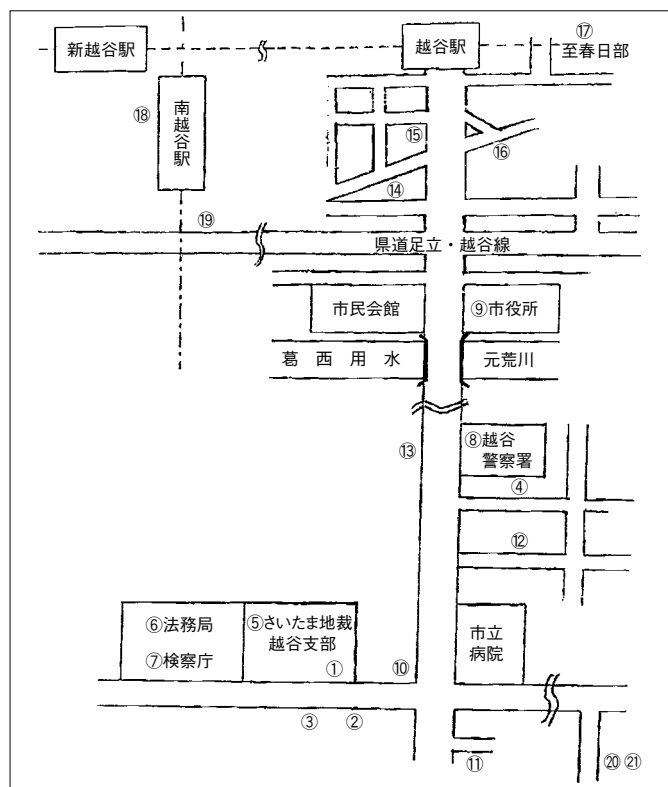 新越谷駅
越谷駅
⑰
至春日部
⑱
南越谷駅
⑮
⑯
⑭
⑲
県道足立・越谷線
市民会館
⑨市役所
葛西用水
元荒川
⑬
⑧越谷
警察署
④
⑫
⑥法務局
⑦検察庁
⑤さいたま地裁
越谷支部
①
⑩
市立
病院
③
②
⑪
⑳㉑